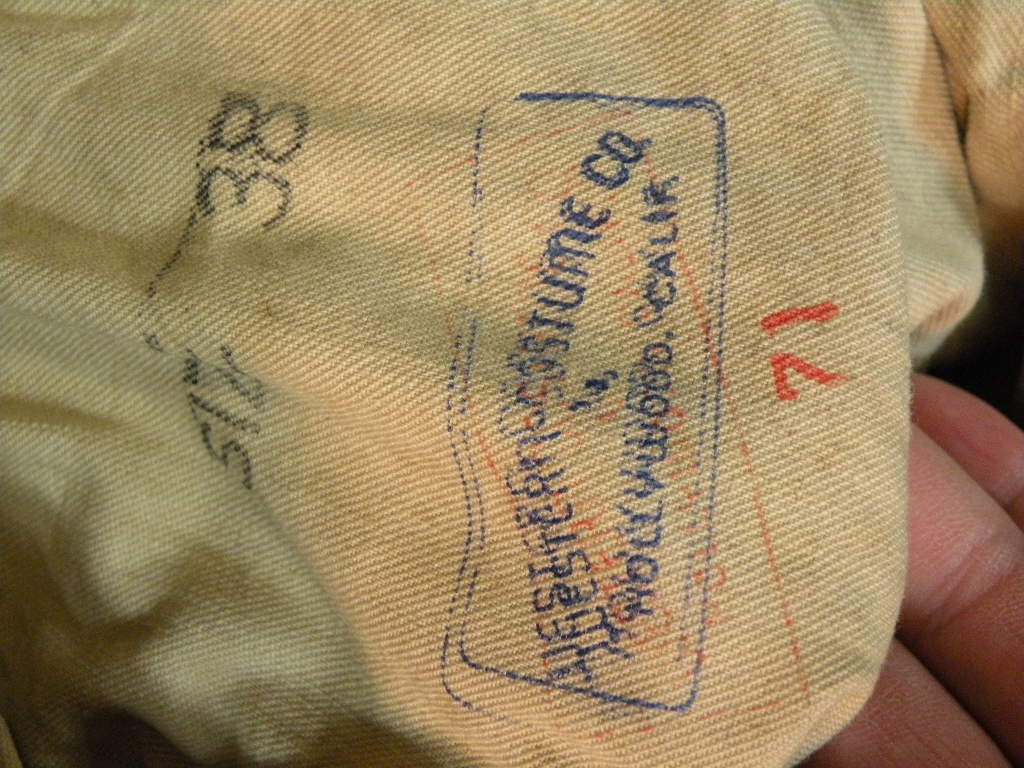 38
WESTERN COSTUME CO.
HOLLYWOOD. CALIF
71